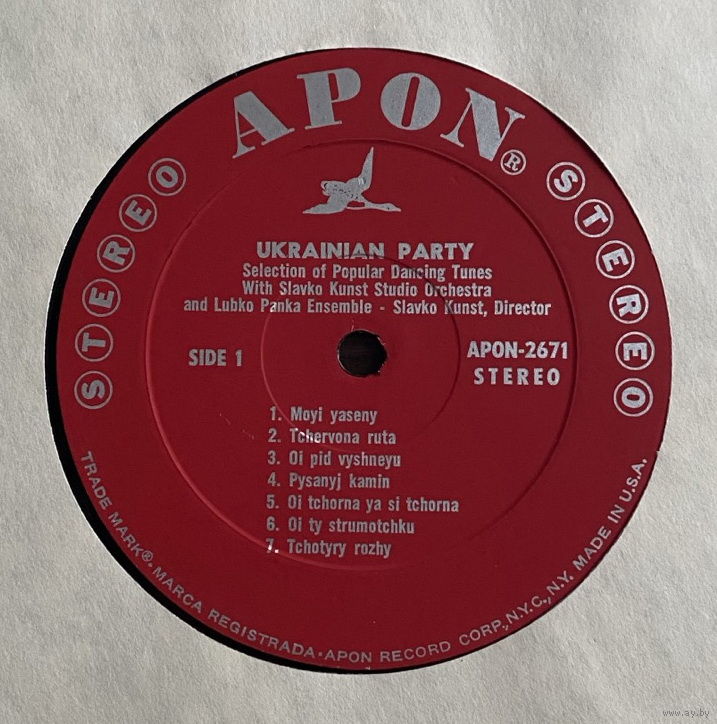 APON®
STEREO
STEREO
UKRAINIAN PARTY
Selection of Popular Dancing Tunes
With Slavko Kunst Studio Orchestra
and Lubko Panka Ensemble - Slavko Kunst, Director
SIDE 1
APON-2671
STEREO
1. Moyi yaseny
2. Tchervona ruta
3. Oi pid vyshneyu
4. Pysanyj kamin
5. Oi tchorna ya si tchorna
6. Oi ty strumotchku
7. Tchotyry rozhy
TRADE MARK®·MARCA REGISTRADA·APON RECORD CORP., N.Y.C., N.Y. MADE IN U.S.A.
www.ay.by